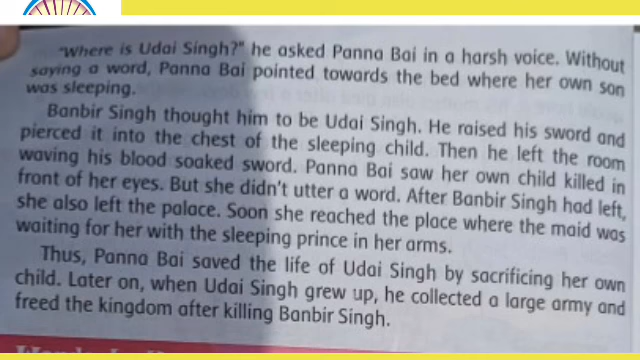 "Where is Udai Singh?" he asked Panna Bai in a harsh voice. Without
saying a word, Panna Bai pointed towards the bed where her own son
was sleeping.
Banbir Singh thought him to be Udai Singh. He raised his sword and
pierced it into the chest of the sleeping child. Then he left the room
waving his blood soaked sword. Panna Bai saw her own child killed in
front of her eyes. But she didn't utter a word. After Banbir Singh had left,
she also left the palace. Soon she reached the place where the maid was
waiting for her with the sleeping prince in her arms.
Thus, Panna Bai saved the life of Udai Singh by sacrificing her own
child. Later on, when Udai Singh grew up, he collected a large army and
freed the kingdom after killing Banbir Singh.